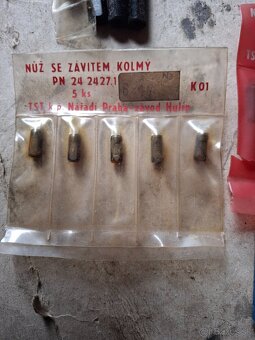 NŮŽ SE ZÁVITEM KOLMÝ
PN 24 2427.1
K01
5 ks
TST k.p. Nářadí Praha závod Hulín